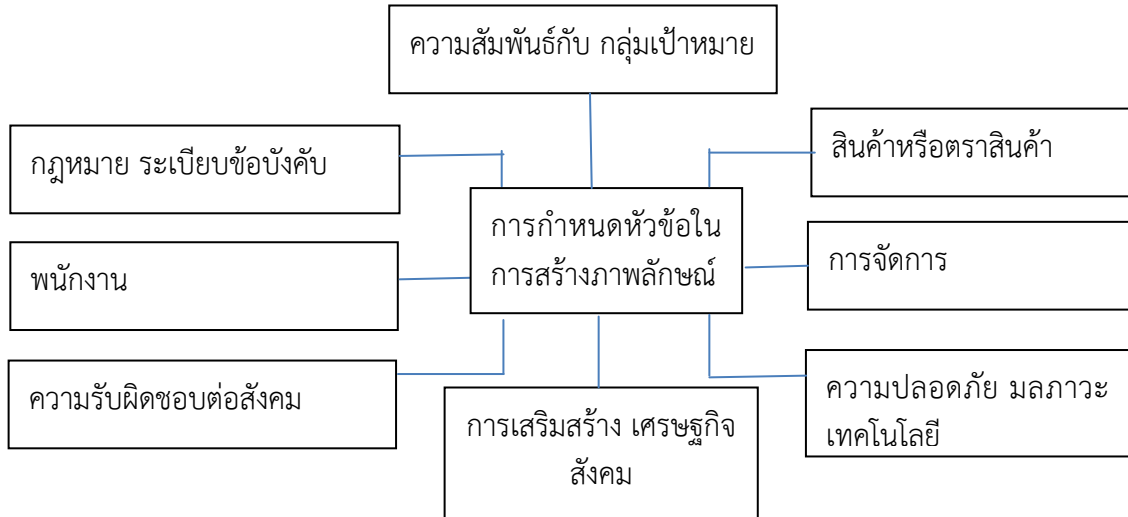 ความสัมพันธ์กับ กลุ่มเป้าหมาย
กฎหมาย ระเบียบข้อบังคับ
สินค้าหรือตราสินค้า
การกำหนดหัวข้อใน
การสร้างภาพลักษณ์
พนักงาน
การจัดการ
ความรับผิดชอบต่อสังคม
ความปลอดภัย มลภาวะ
เทคโนโลยี
การเสริมสร้าง เศรษฐกิจ
สังคม